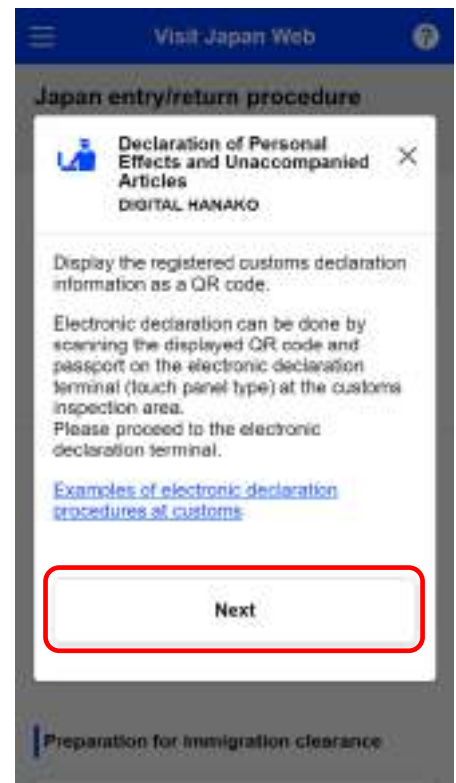 Visit Japan Web
?
Japan entry/return procedure
Declaration of Personal
Effects and Unaccompanied
Articles
DIGITAL HANAKO
Display the registered customs declaration
information as a QR code.
Electronic declaration can be done by
scanning the displayed QR code and
passport on the electronic declaration
terminal (touch panel type) at the customs
inspection area.
Please proceed to the electronic
declaration terminal.
Examples of electronic declaration
procedures at customs
Next
Preparation for immigration clearance